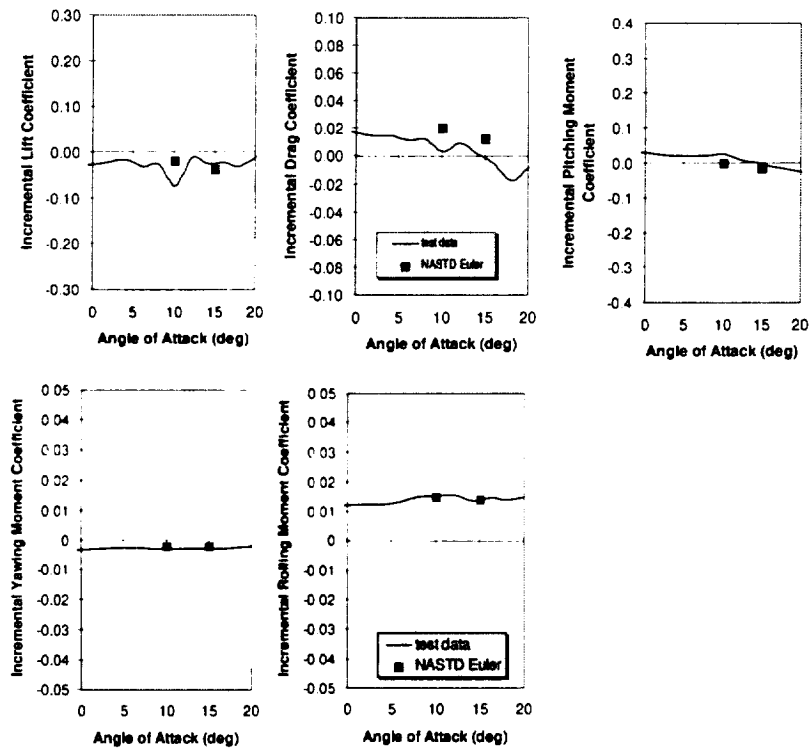 Incremental Lift Coefficient
0.30
0.20
0.10
0.00
-0.10
-0.20
-0.30
0 5 10 15 20
Angle of Attack (deg)
Incremental Drag Coefficient
0.10
0.08
0.06
0.04
0.02
0.00
-0.02
-0.04
-0.06
-0.08
-0.10
test data
NASTD Euler
0 5 10 15 20
Angle of Attack (deg)
Incremental Pitching Moment
Coefficient
0.4
0.3
0.2
0.1
0.0
-0.1
-0.2
-0.3
-0.4
0 5 10 15 20
Angle of Attack (deg)
Incremental Yawing Moment Coefficient
0.05
0.04
0.03
0.02
0.01
0
-0.01
-0.02
-0.03
-0.04
-0.05
0 5 10 15 20
Angle of Attack (deg)
Incremental Rolling Moment Coefficient
0.05
0.04
0.03
0.02
0.01
0
-0.01
-0.02
-0.03
-0.04
-0.05
test data
NASTD Euler
0 5 10 15 20
Angle of Attack (deg)